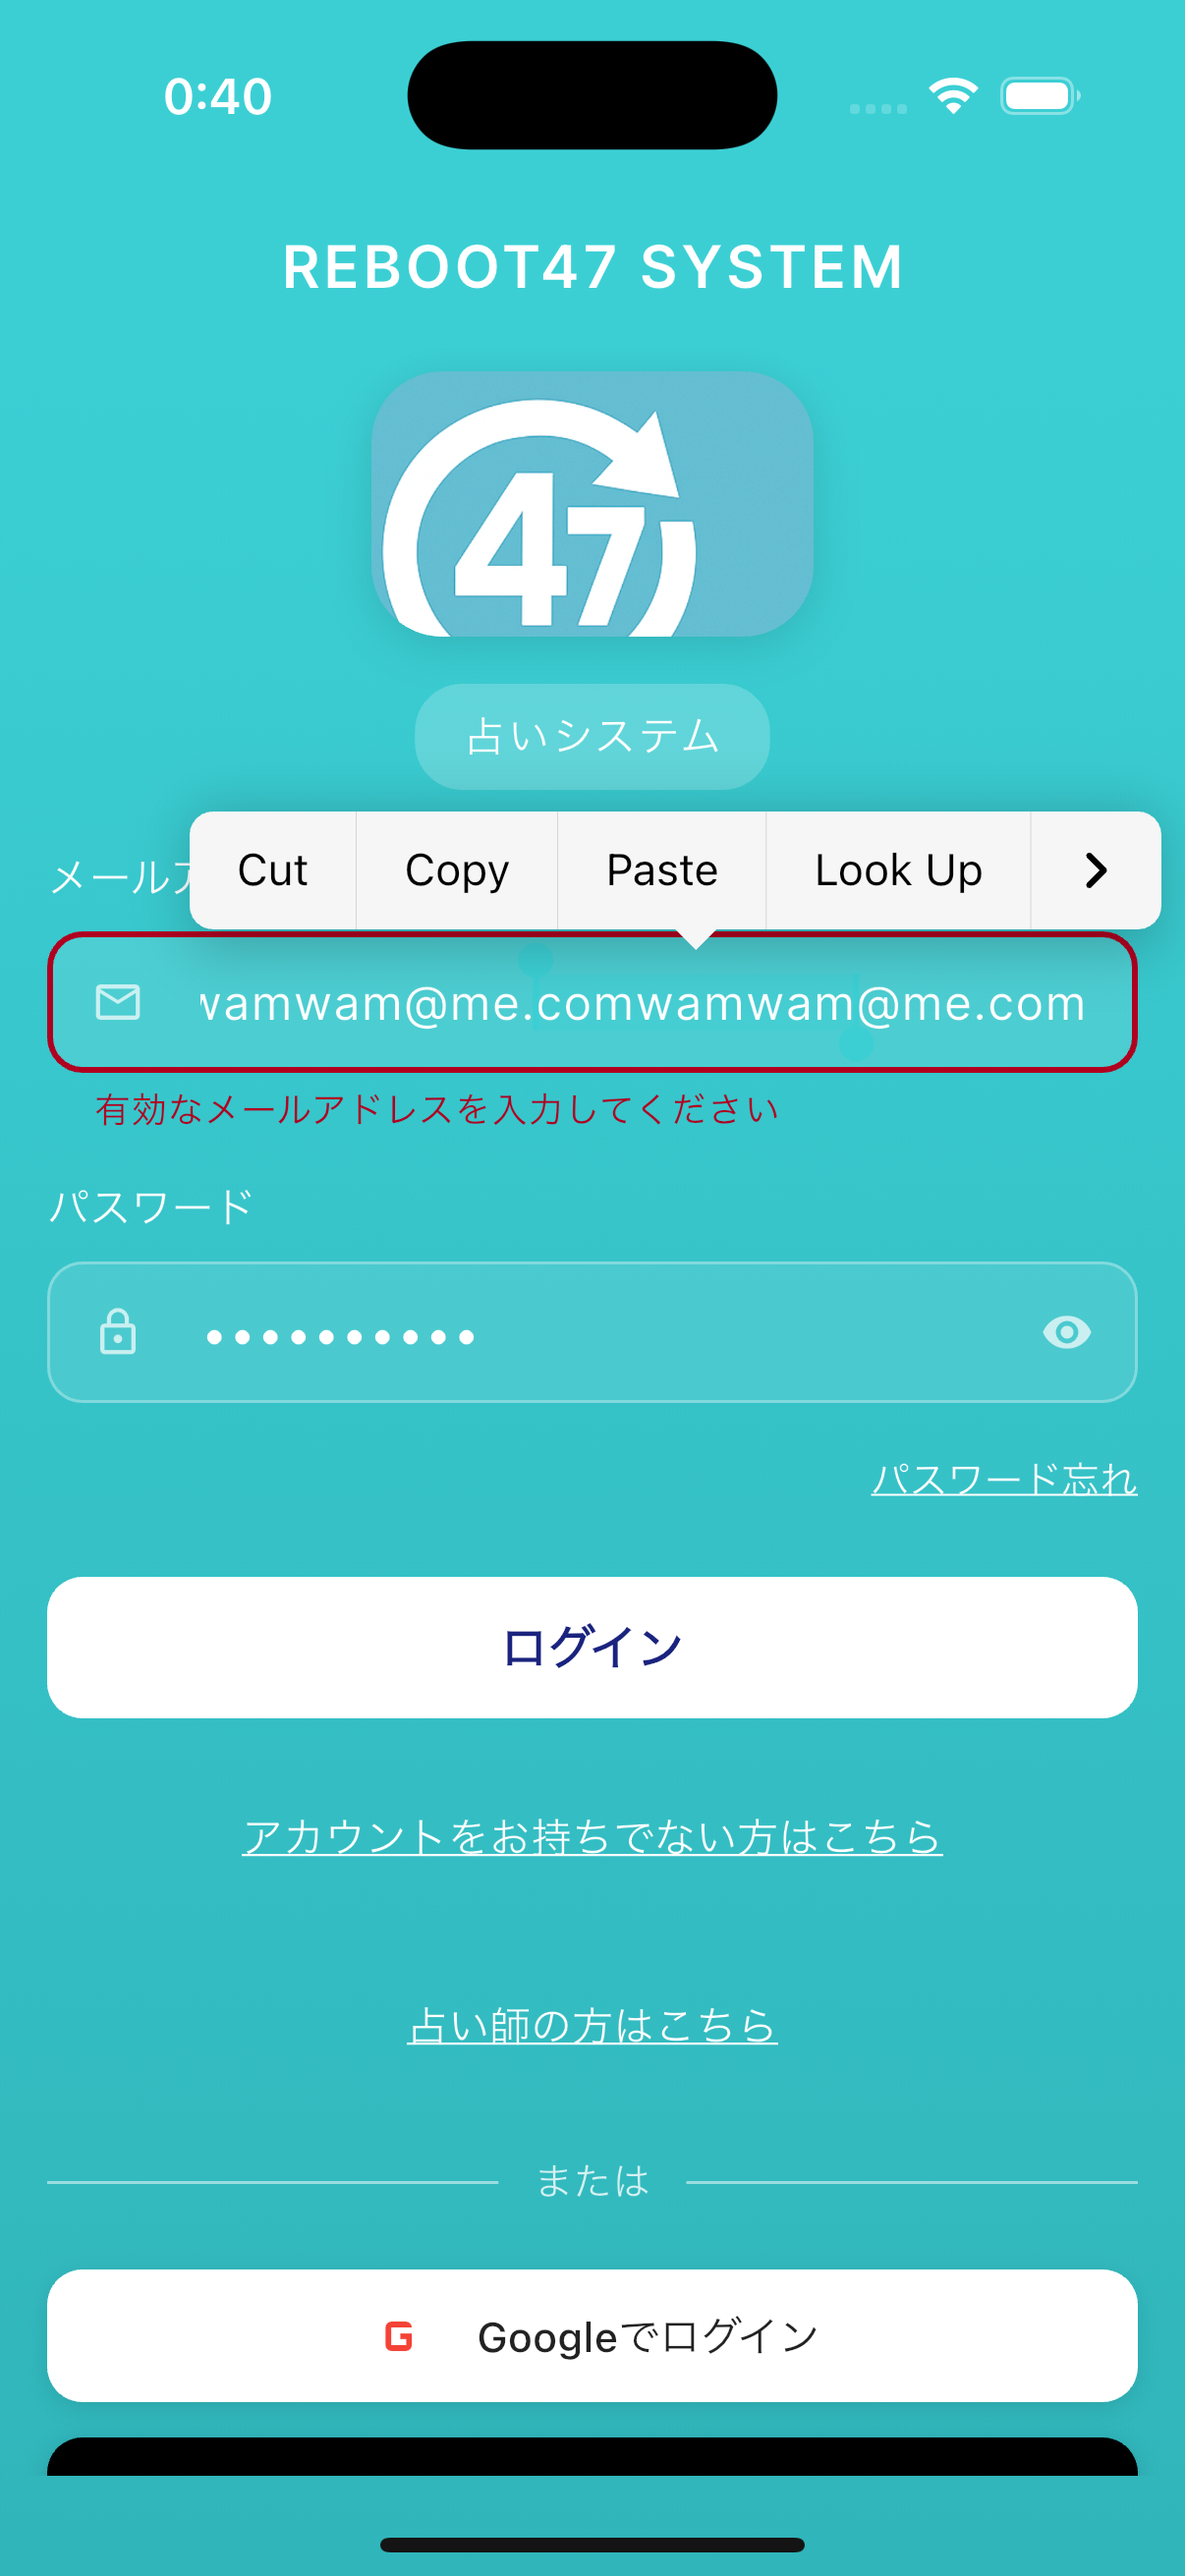 0:40
REBOOT47 SYSTEM
47
占いシステム
Cut Copy Paste Look Up
メールア
wamwam@me.comwamwam@me.com
有効なメールアドレスを入力してください
パスワード
パスワード忘れ
ログイン
アカウントをお持ちでない方はこちら
占い師の方はこちら
または
G Googleでログイン